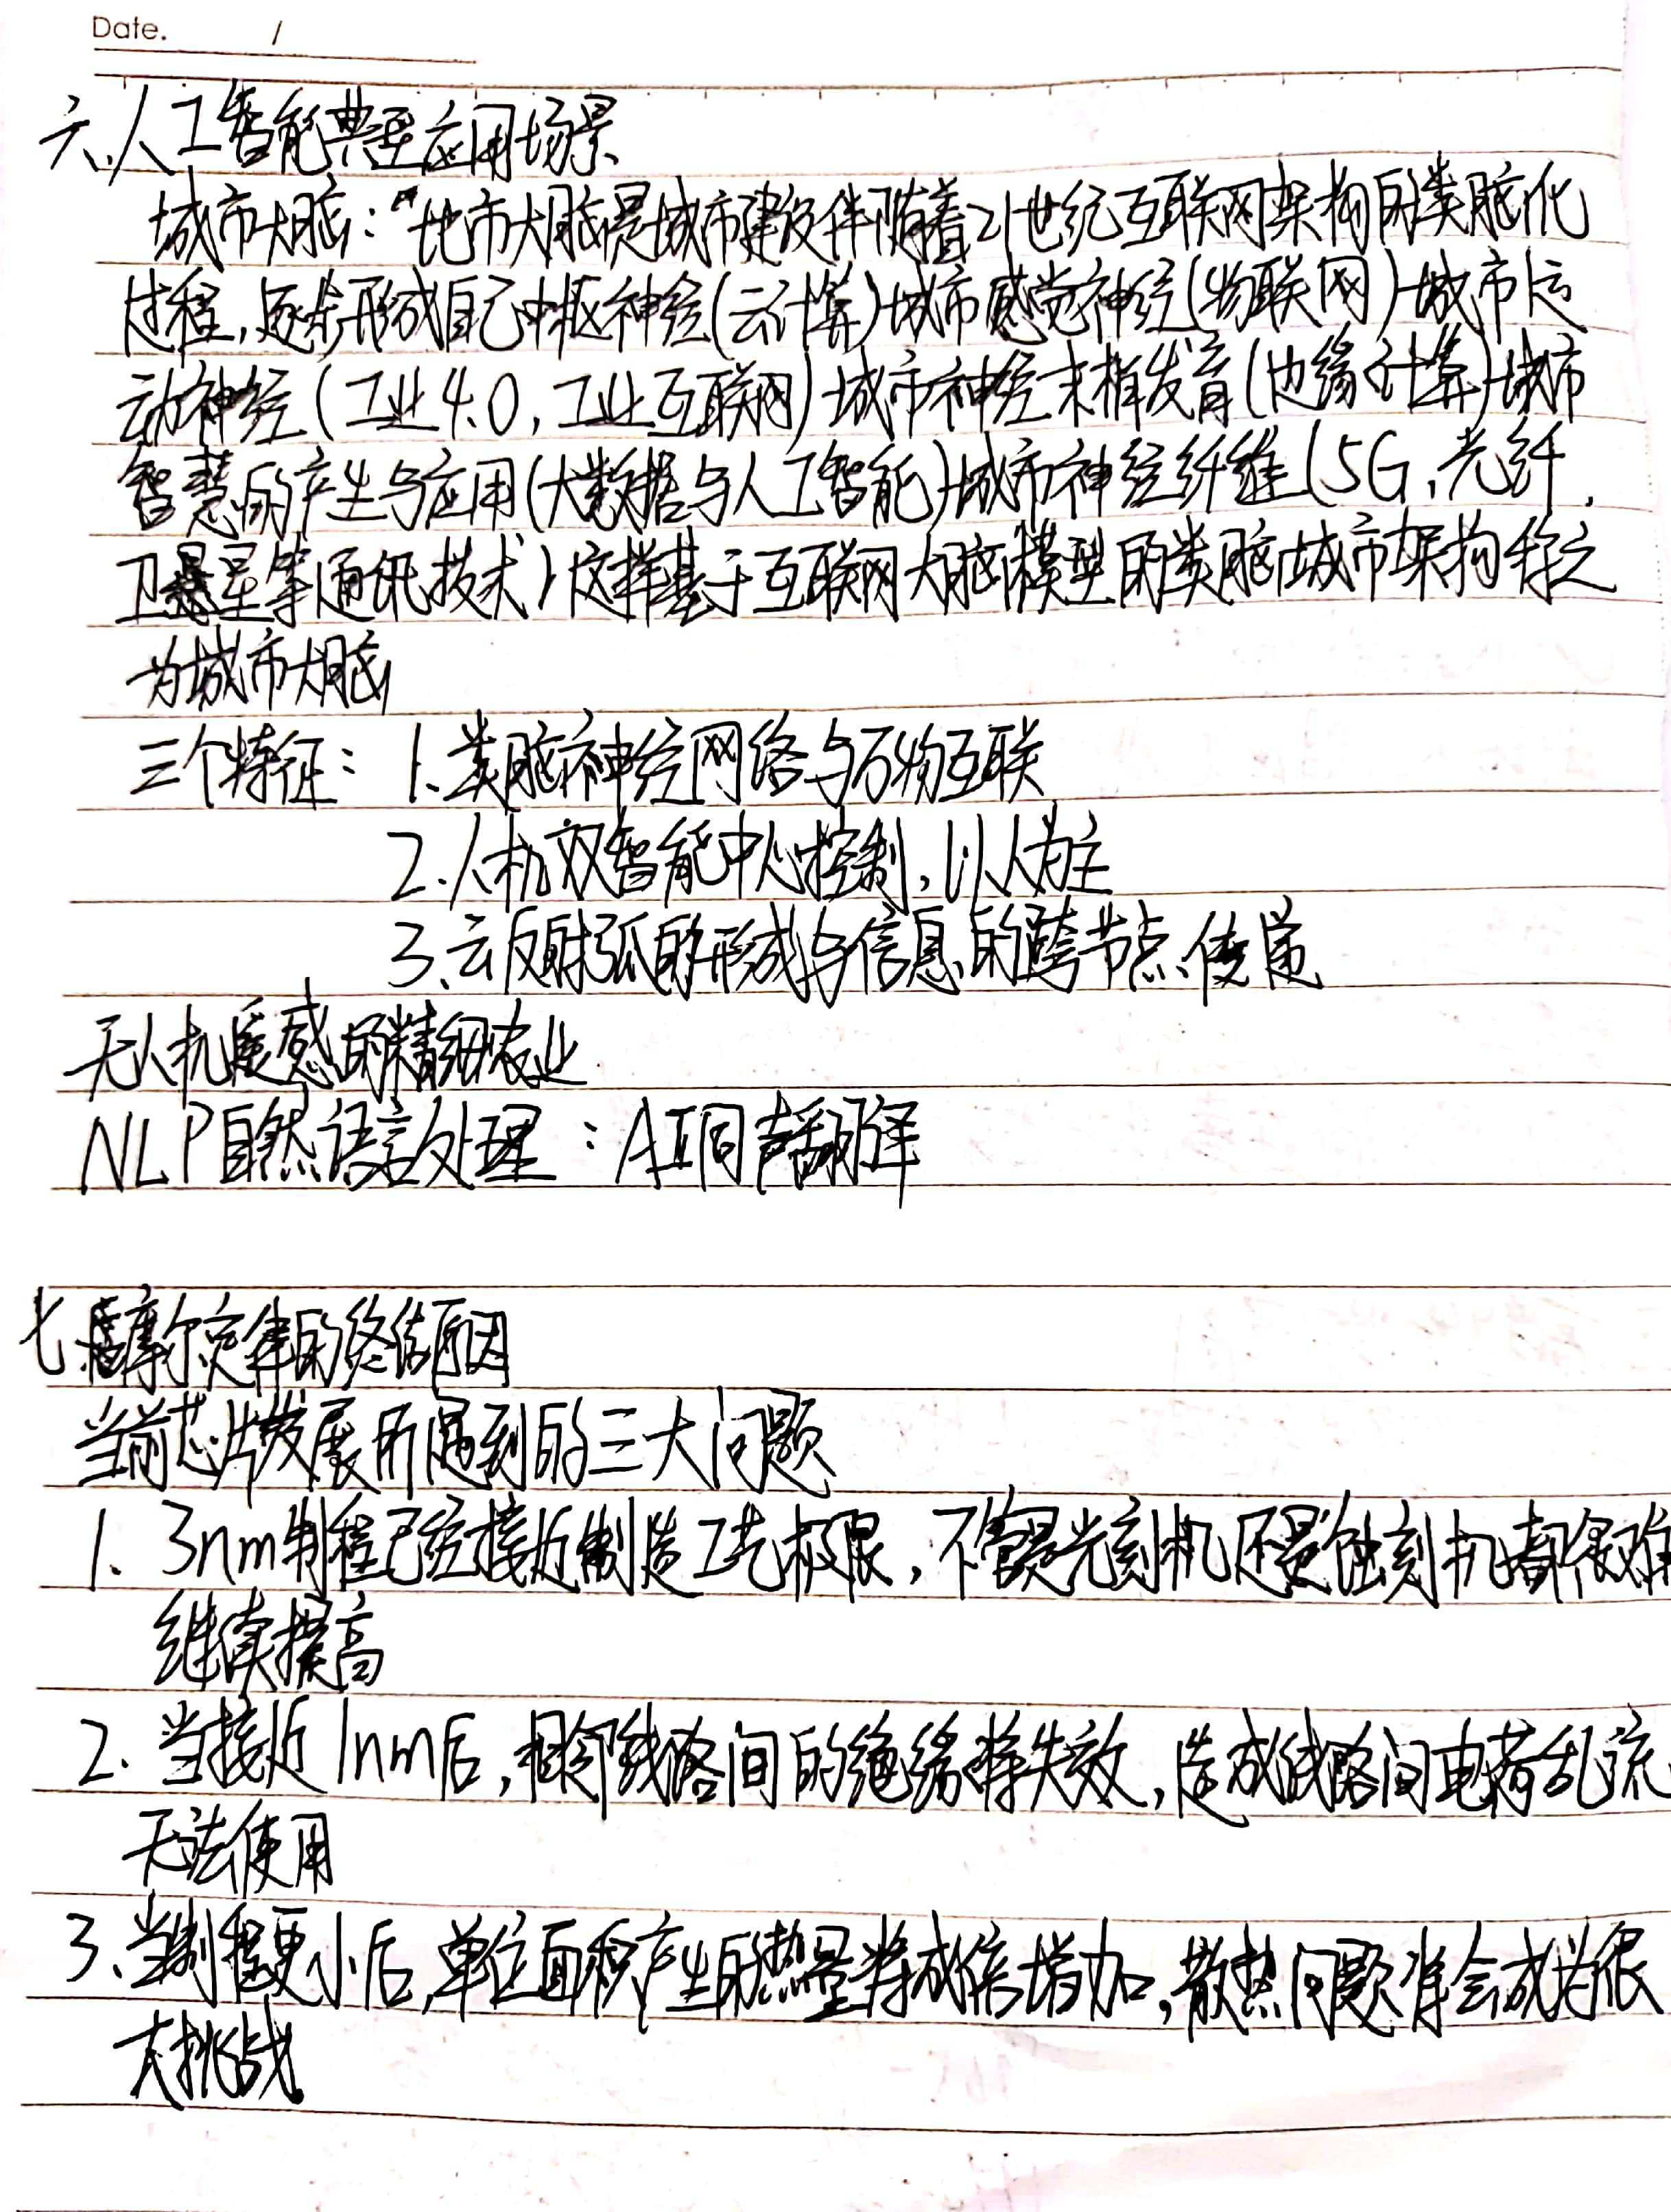 Date. /
六、人工智能典型应用场景
城市大脑：“地市大脑是城市建设伴随着21世纪互联网架构的类脑化
过程，逐步形成自己中枢神经(云计算)城市感觉神经(物联网)城市运
动神经(工业4.0，工业互联网)城市神经末梢发育(边缘计算)城市
智慧的产生与应用(大数据与人工智能)城市神经纤维(5G、光纤、
卫星等通讯技术)这样基于互联网大脑模型的类脑城市架构称之
为城市大脑
三个特征：1、类脑神经网络与万物互联
2、人机双智能中心控制，以人为主
3、云反射弧的形成与信息的跨节点传递
无人机遥感的精细农业
NLP自然语言处理：AI同声翻译
七、摩尔定律的终结原因
当前芯片发展所遇到的三大问题
1、3nm制程已经接近制造工艺极限，不管是光刻机还是蚀刻机都很难
继续提高
2、当接近1nm后，相邻线路间的绝缘将失效，造成线路间电荷乱流
无法使用
3、当制程更小后，单位面积产生的热量将成倍增加，散热问题将会成为很
大挑战